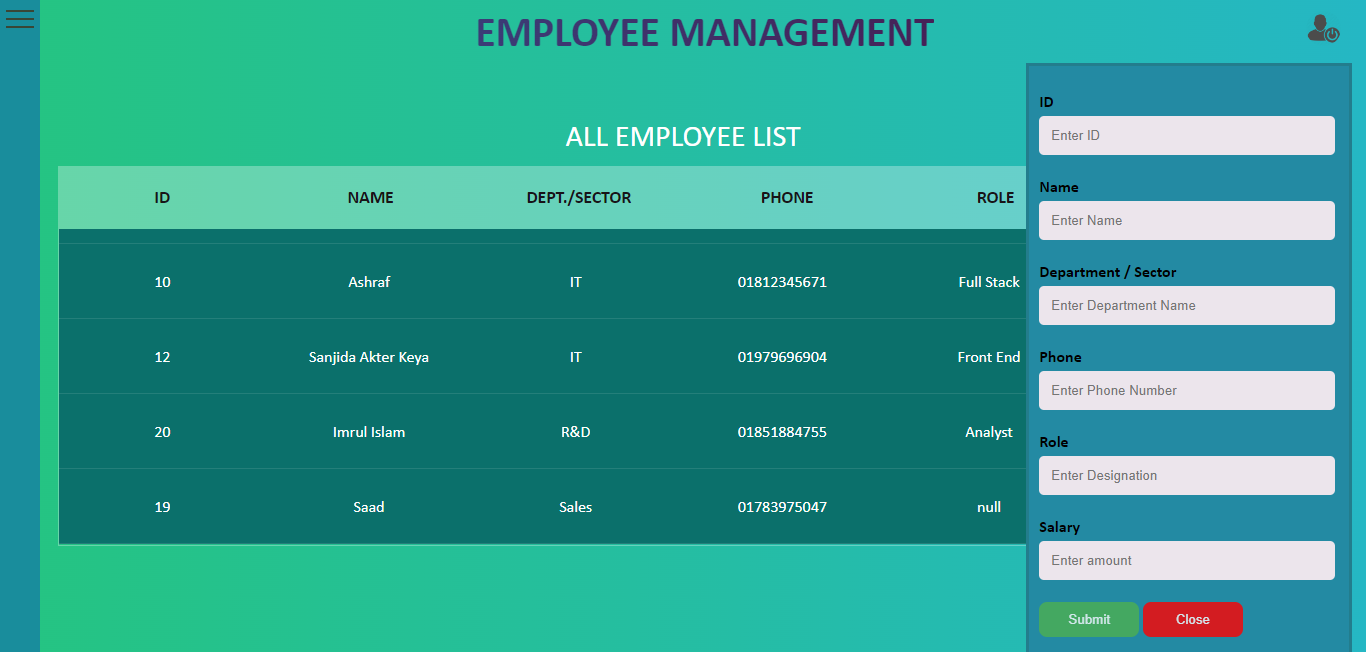 EMPLOYEE MANAGEMENT
ALL EMPLOYEE LIST
ID NAME DEPT./SECTOR PHONE ROLE
10 Ashraf IT 01812345671 Full Stack
12 Sanjida Akter Keya IT 01979696904 Front End
20 Imrul Islam R&D 01851884755 Analyst
19 Saad Sales 01783975047 null
ID
Enter ID
Name
Enter Name
Department / Sector
Enter Department Name
Phone
Enter Phone Number
Role
Enter Designation
Salary
Enter amount
Submit Close